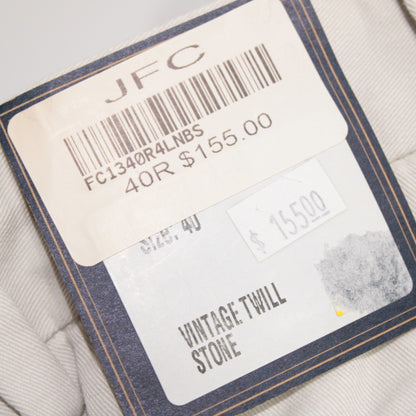 JFC
FC1340R4LNBS
40R $155.00
SIZE: 40
$ 155.00
VINTAGE TWILL
STONE